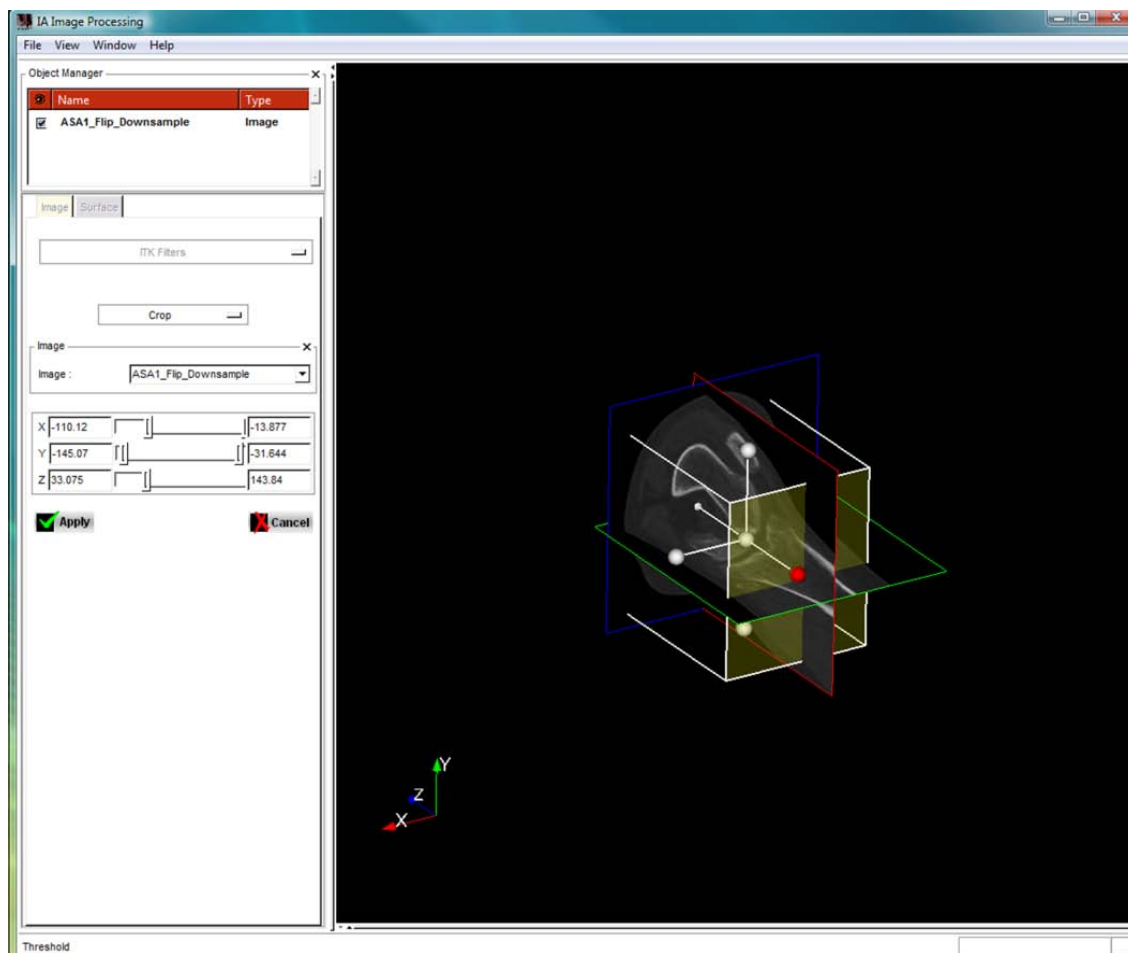 IA Image Processing
File View Window Help
Object Manager
Name Type
ASA1_Flip_Downsample Image
Image Surface
ITK Filters
Crop
Image
Image : ASA1_Flip_Downsample
X -110.12 -13.877
Y -145.07 -31.644
Z 33.075 143.84
Apply Cancel
Y
Z
X
Threshold